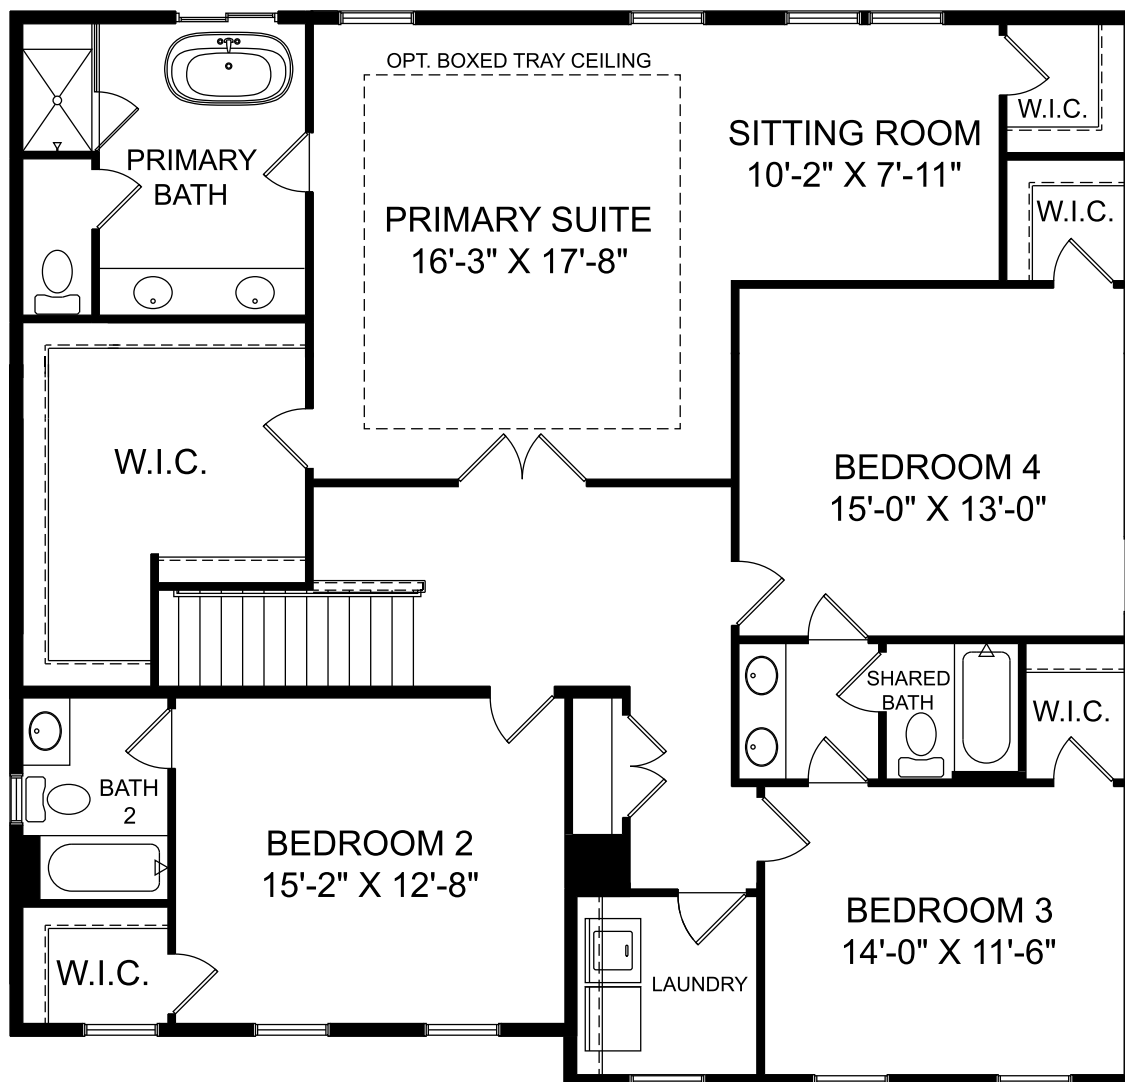 OPT. BOXED TRAY CEILING
W.I.C.
SITTING ROOM
10'-2" X 7'-11"
PRIMARY
BATH
PRIMARY SUITE
16'-3" X 17'-8"
W.I.C.
W.I.C.
BEDROOM 4
15'-0" X 13'-0"
SHARED
BATH
W.I.C.
BATH
2
BEDROOM 2
15'-2" X 12'-8"
BEDROOM 3
14'-0" X 11'-6"
W.I.C.
LAUNDRY